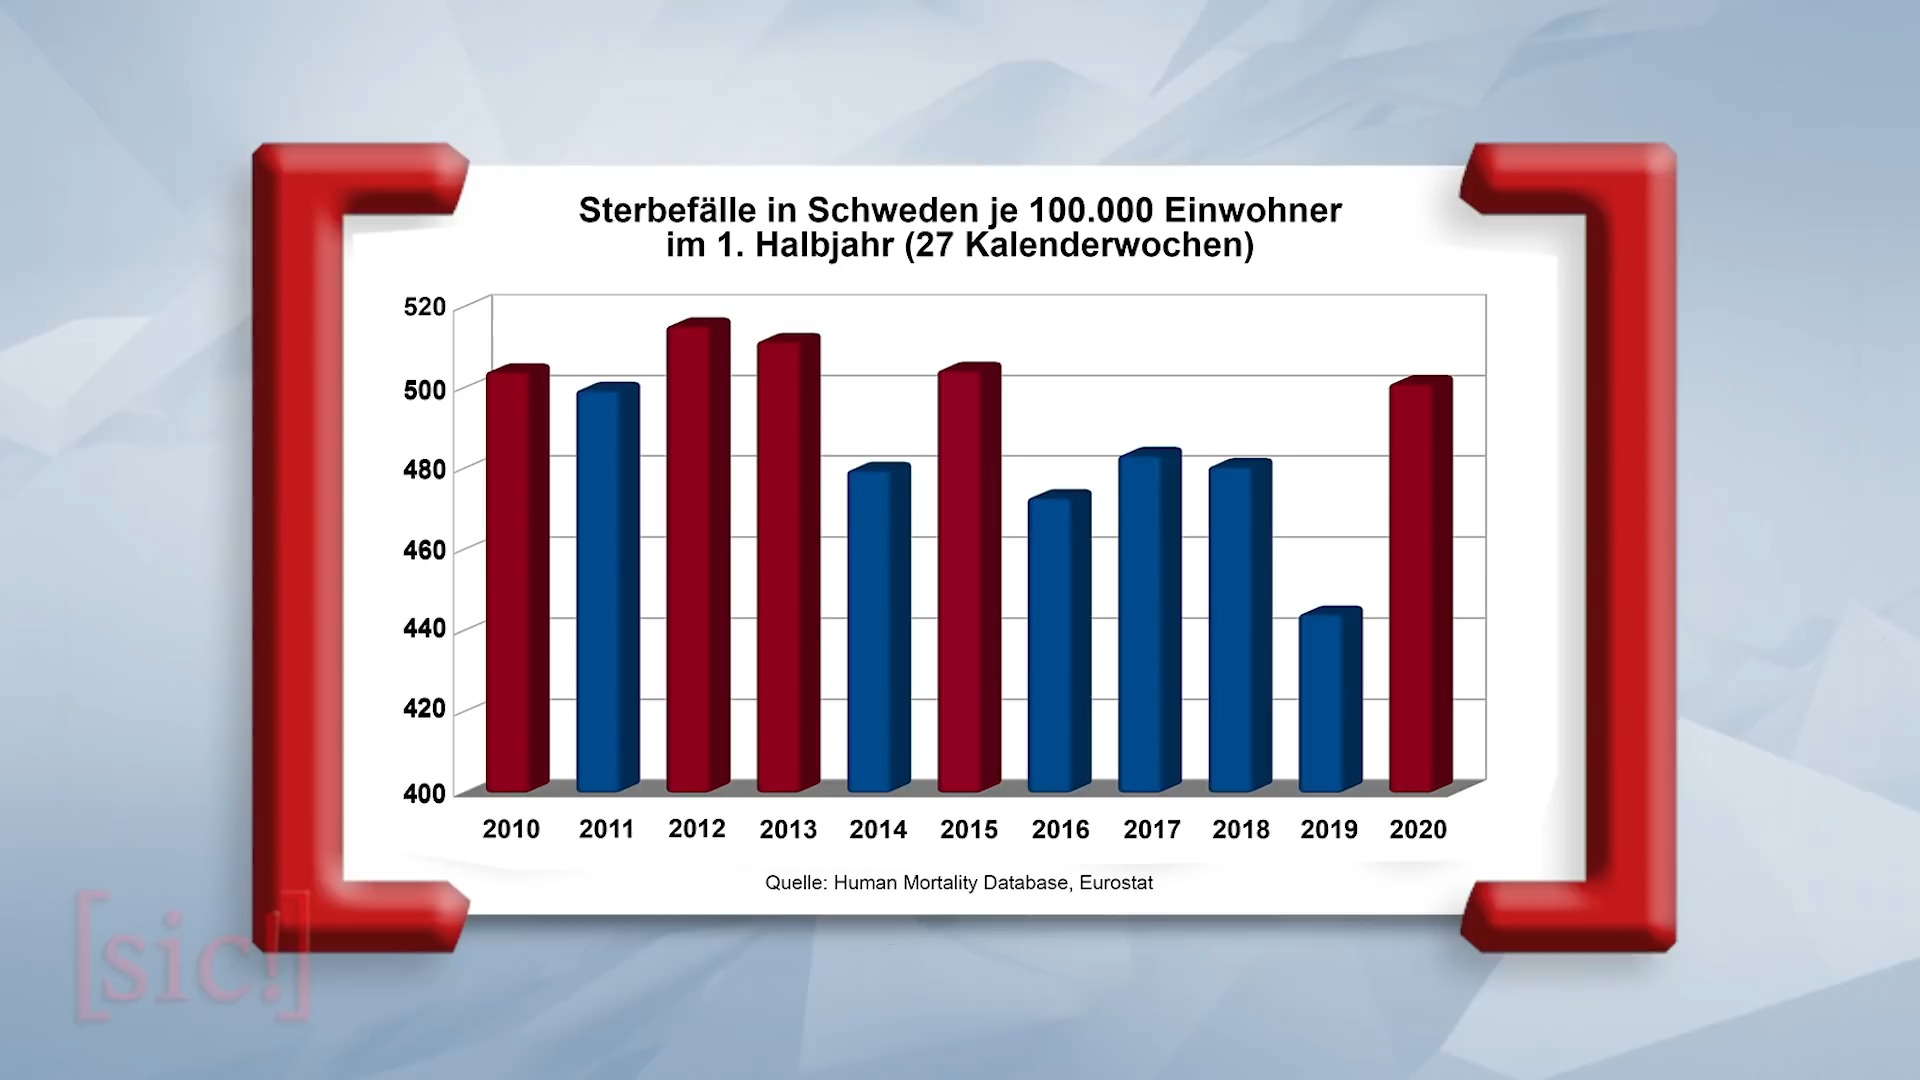 Sterbefälle in Schweden je 100.000 Einwohner
im 1. Halbjahr (27 Kalenderwochen)
520
500
480
460
440
420
400
2010 2011 2012 2013 2014 2015 2016 2017 2018 2019 2020
Quelle: Human Mortality Database, Eurostat
[sic!]